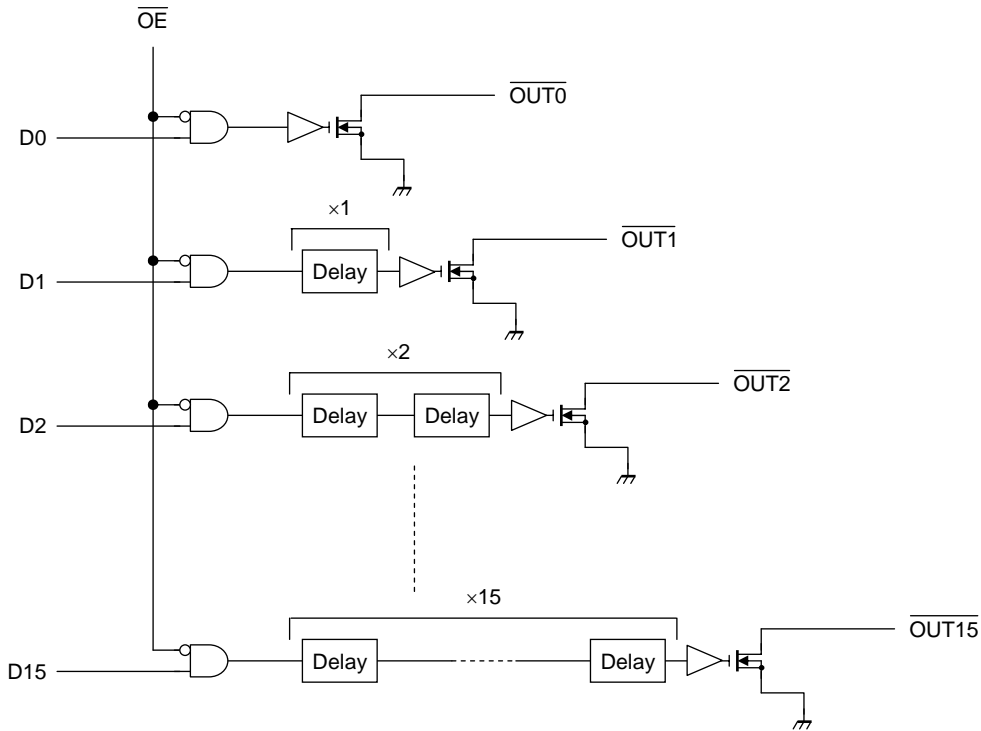 OE
OUT0
D0
×1
OUT1
Delay
D1
×2
OUT2
Delay Delay
D2
×15
OUT15
Delay Delay
D15